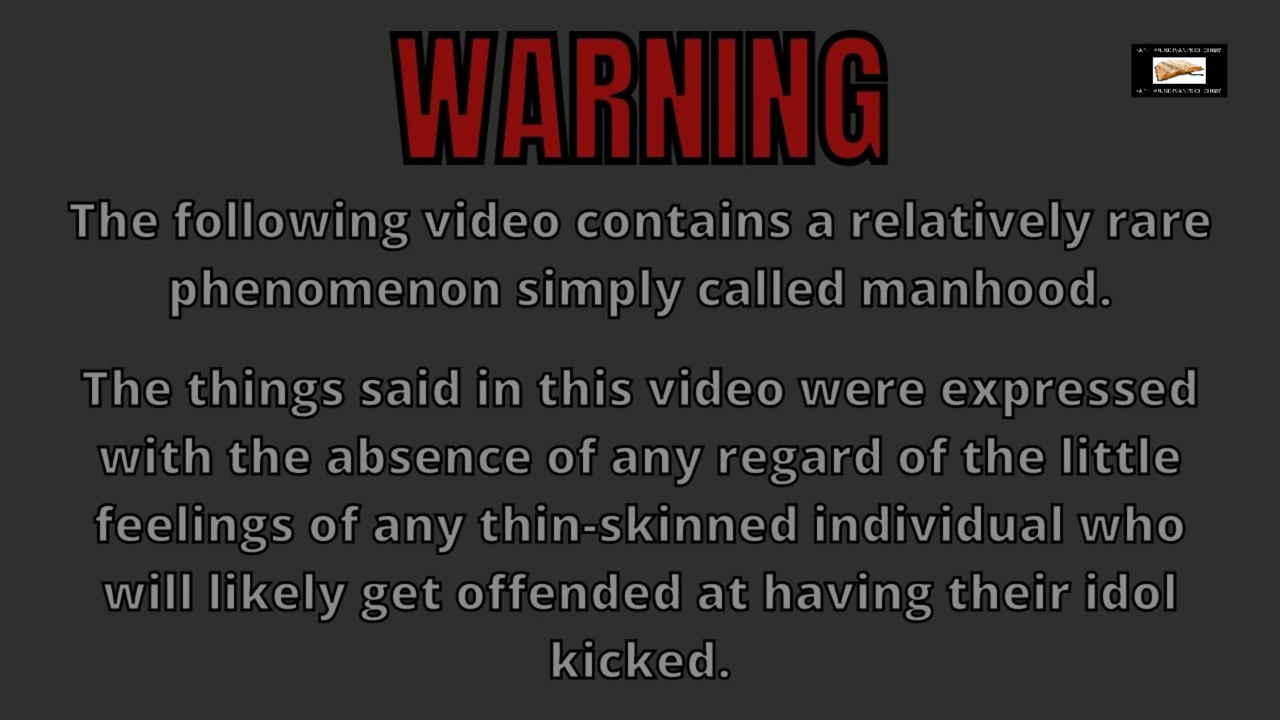 WARNING
The following video contains a relatively rare
phenomenon simply called manhood.
The things said in this video were expressed
with the absence of any regard of the little
feelings of any thin-skinned individual who
will likely get offended at having their idol
kicked.